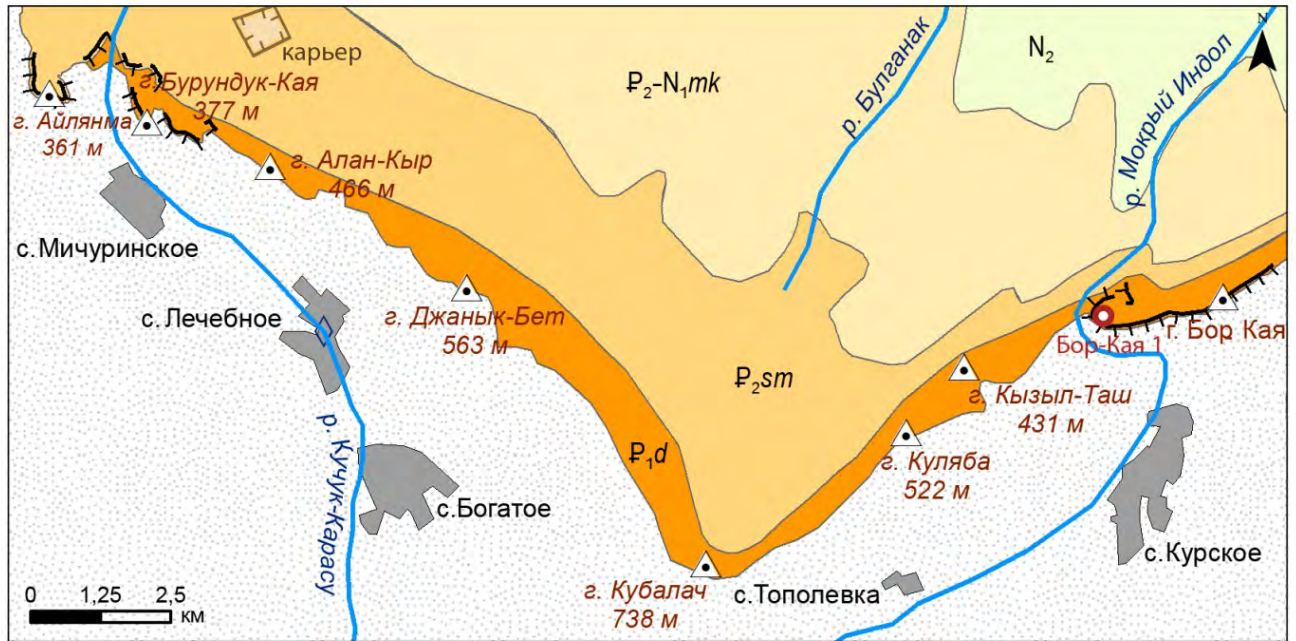 N
карьер
г. Бурундук-Кая
377 м
г. Айлянма
361 м
г. Алан-Кыр
466 м
₽₂-N₁mk
р. Булганак
N₂
р. Мокрый Индол
с.Мичуринское
с. Лечебное
г. Джанык-Бет
563 м
г. Бор Кая
Бор-Кая 1
₽₂sm
г. Кызыл-Таш
431 м
р. Кучук-Карасу
₽₁d
г. Куляба
522 м
с.Богатое
с.Курское
г. Кубалач
738 м
с.Тополевка
0 1,25 2,5
км